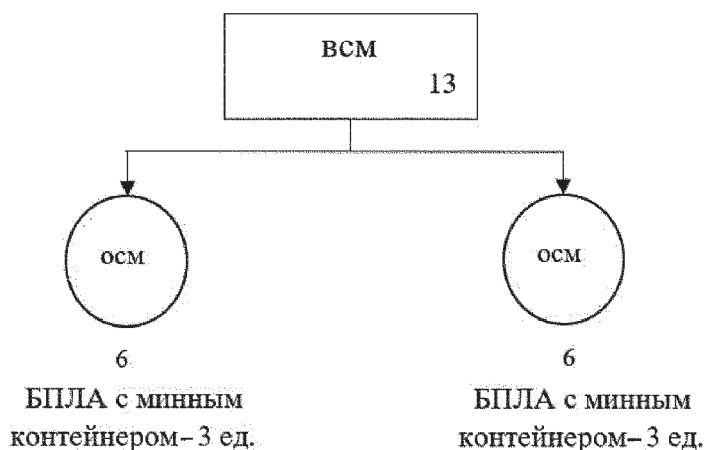 ВСМ
13
ОСМ
ОСМ
6
6
БПЛА с минным
контейнером– 3 ед.
БПЛА с минным
контейнером– 3 ед.